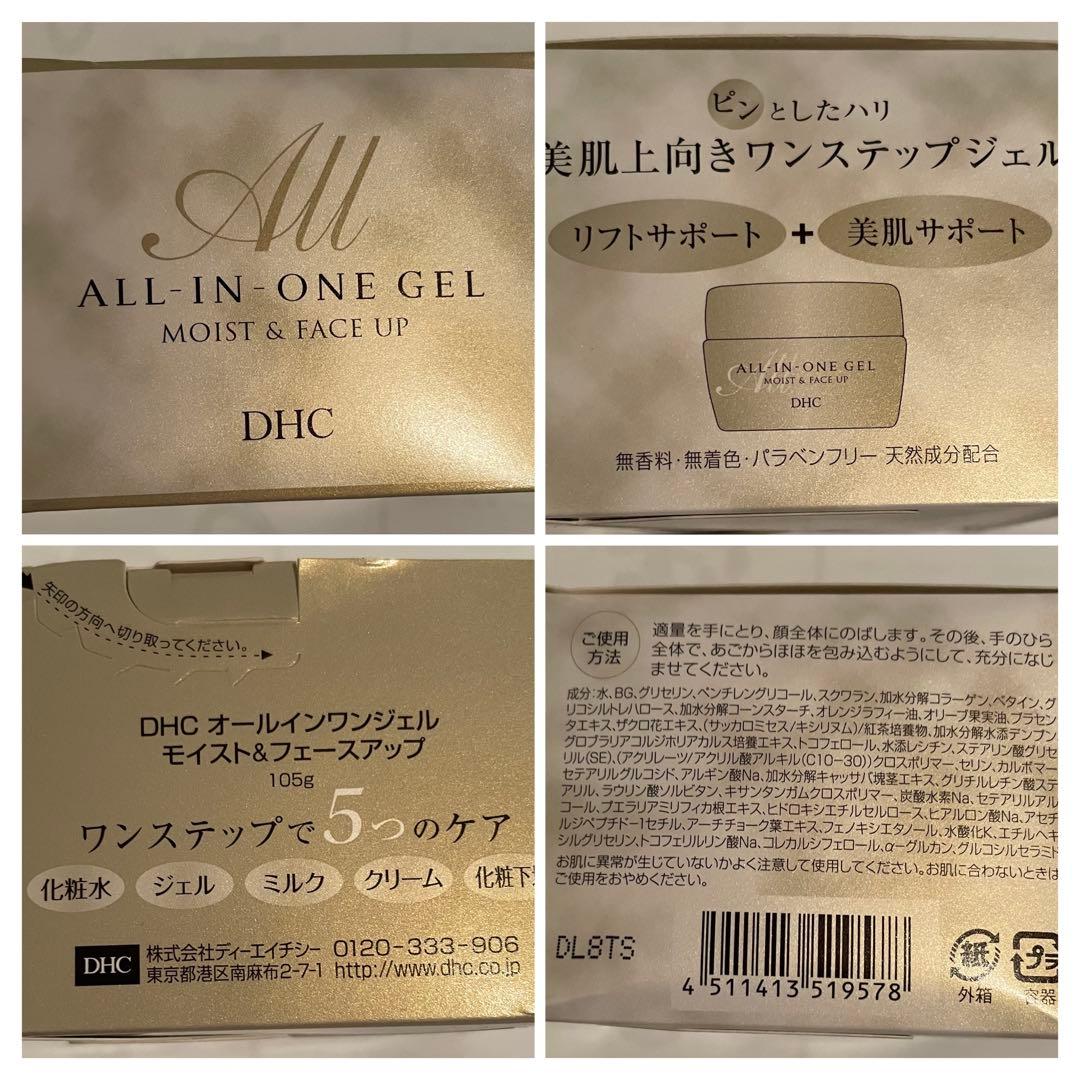 All
ALL-IN-ONE GEL
MOIST & FACE UP
DHC
ピンとしたハリ
美肌上向きワンステップジェル
リフトサポート + 美肌サポート
All
ALL-IN-ONE GEL
MOIST & FACE UP
DHC
無香料・無着色・パラベンフリー 天然成分配合
矢印の方向へ切り取ってください。
DHC オールインワンジェル
モイスト&フェースアップ
105g
ワンステップで5つのケア
化粧水 ジェル ミルク クリーム 化粧下
DHC 株式会社ディーエイチシー 0120-333-906
東京都港区南麻布2-7-1 http://www.dhc.co.jp
ご使用方法
適量を手にとり、顔全体にのばします。その後、手のひら
全体で、あごからほほを包み込むようにして、充分になじ
ませてください。
成分:水、BG、グリセリン、ペンチレングリコール、スクワラン、加水分解コラーゲン、ベタイン、グ
リコシルトレハロース、加水分解コーンスターチ、オレンジラフィー油、オリーブ果実油、プラセン
タエキス、ザクロ花エキス、(サッカロミセス/キシリヌム)/紅茶培養物、加水分解水添デンプン、
グロブラリアコルジホリアカルス培養エキス、トコフェロール、水添レシチン、ステアリン酸グリセ
リル(SE)、(アクリレーツ/アクリル酸アルキル(C10-30))クロスポリマー、セリン、カルボマー、
セテアリルグルコシド、アルギン酸Na、加水分解キャッサバ塊茎エキス、グリチルレチン酸ステ
アリル、ラウリン酸ソルビタン、キサンタンガムクロスポリマー、炭酸水素Na、セテアリルアル
コール、プエラリアミリフィカ根エキス、ヒドロキシエチルセルロース、ヒアルロン酸Na、アセチ
ルジペプチド-1セチル、アーチチョーク葉エキス、フェノキシエタノール、水酸化K、エチルヘキ
シルグリセリン、トコフェリルリン酸Na、コレカルシフェロール、α-グルカン、グルコシルセラミド
お肌に異常が生じていないかよく注意して使用してください。お肌に合わないときは
ご使用をおやめください。
DL8TS
4 511413 519578
紙
外箱
プラ
容器